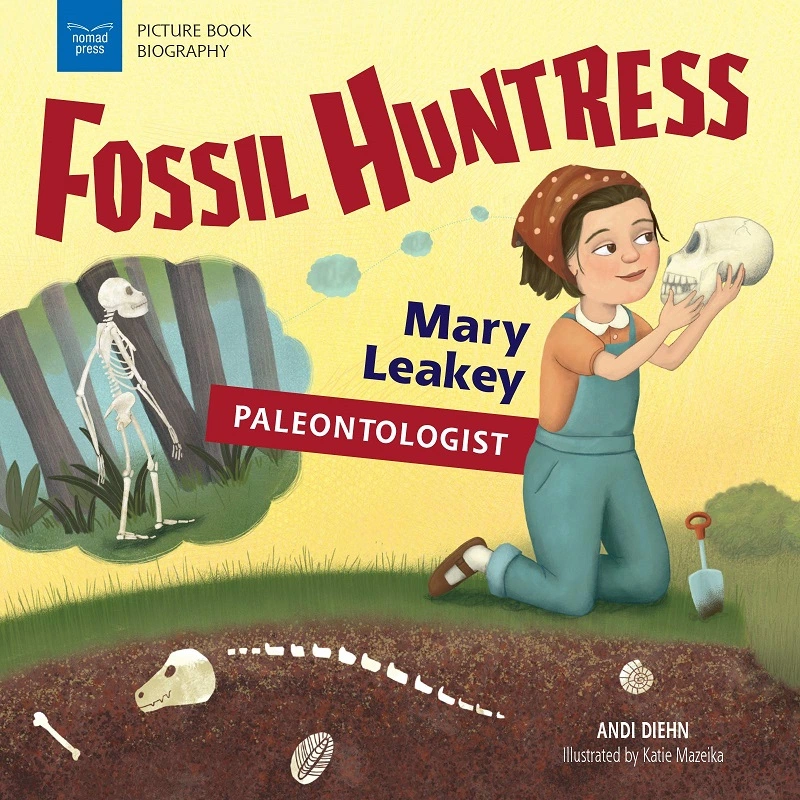 nomad
press
PICTURE BOOK
BIOGRAPHY
FOSSIL HUNTRESS
Mary
Leakey
PALEONTOLOGIST
ANDI DIEHN
Illustrated by Katie Mazeika